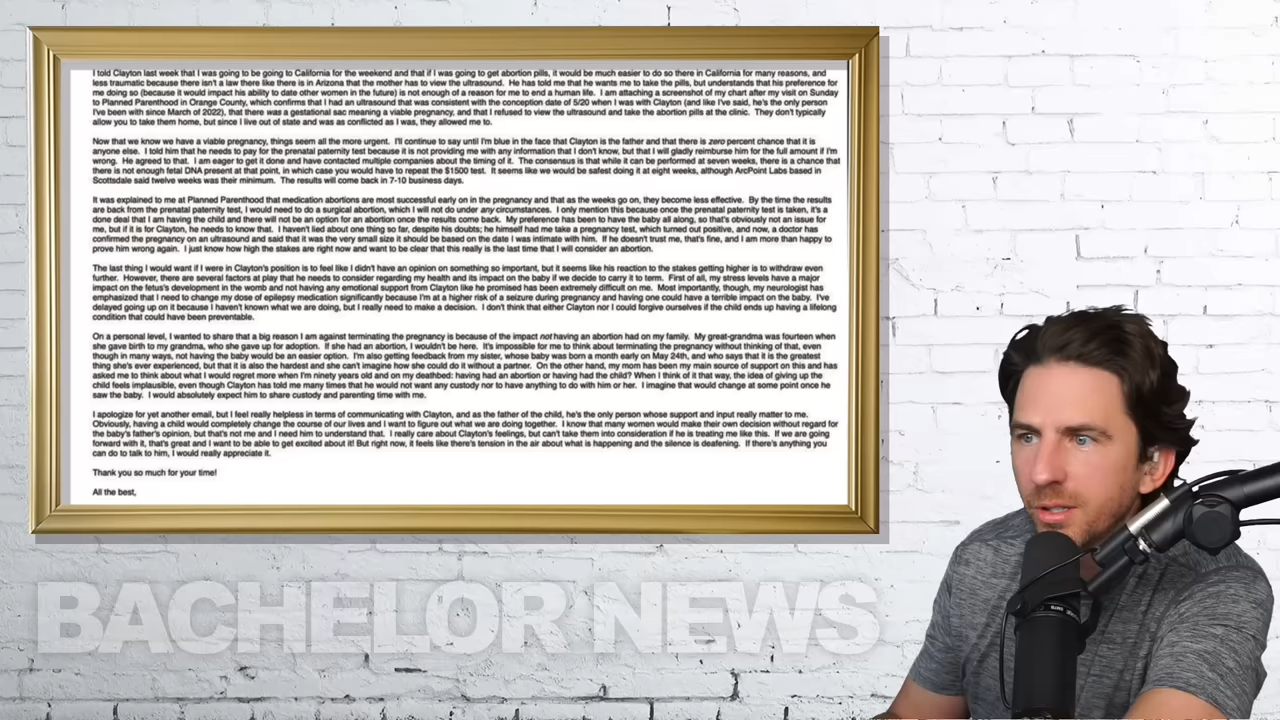 I told Clayton last week that I was going to be going to California for the weekend and that if I was going to get abortion pills, it would be much easier to do so there in California for many reasons, and
less traumatic because there isn't a law there like there is in Arizona that the mother has to view the ultrasound. He has told me that he wants me to take the pills, but understands that his preference for
me doing so (because it would impact his ability to date other women in the future) is not enough of a reason for me to end a human life. I am attaching a screenshot of my chart after my visit on Sunday
to Planned Parenthood in Orange County, which confirms that I had an ultrasound that was consistent with the conception date of 5/20 when I was with Clayton (and like I've said, he's the only person
I've been with since March of 2022), that there was a gestational sac meaning a viable pregnancy, and that I refused to view the ultrasound and take the abortion pills at the clinic. They don't typically
allow you to take them home, but since I live out of state and was as conflicted as I was, they allowed me to.
Now that we know we have a viable pregnancy, things seem all the more urgent. I'll continue to say until I'm blue in the face that Clayton is the father and that there is zero percent chance that it is
anyone else. I told him that he needs to pay for the prenatal paternity test because it is not providing me with any information that I don't know, but that I will gladly reimburse him for the full amount if I'm
wrong. He agreed to that. I am eager to get it done and have contacted multiple companies about the timing of it. The consensus is that while it can be performed at seven weeks, there is a chance that
there is not enough fetal DNA present at that point, in which case you would have to repeat the $1500 test. It seems like we would be safest doing it at eight weeks, although ArcPoint Labs based in
Scottsdale said twelve weeks was their minimum. The results will come back in 7-10 business days.
It was explained to me at Planned Parenthood that medication abortions are most successful early on in the pregnancy and that as the weeks go on, they become less effective. By the time the results
are back from the prenatal paternity test, I would need to do a surgical abortion, which I will not do under any circumstances. I only mention this because once the prenatal paternity test is taken, it's a
done deal that I am having the child and there will not be an option for an abortion once the results come back. My preference has been to have the baby all along, so that's obviously not an issue for
me, but if it is for Clayton, he needs to know that. I haven't lied about one thing so far, despite his doubts; he himself had me take a pregnancy test, which turned out positive, and now, a doctor has
confirmed the pregnancy on an ultrasound and said that it was the very small size it should be based on the date I was intimate with him. If he doesn't trust me, that's fine, and I am more than happy to
prove him wrong again. I just know how high the stakes are right now and want to be clear that this really is the last time that I will consider an abortion.
The last thing I would want if I were in Clayton's position is to feel like I didn't have an opinion on something so important, but it seems like his reaction to the stakes getting higher is to withdraw even
further. However, there are several factors at play that he needs to consider regarding my health and its impact on the baby if we decide to carry it to term. First of all, my stress levels have a major
impact on the fetus's development in the womb and not having any emotional support from Clayton like he promised has been extremely difficult on me. Most importantly, though, my neurologist has
emphasized that I need to change my dose of epilepsy medication significantly because I'm at a higher risk of a seizure during pregnancy and having one could have a terrible impact on the baby. I've
delayed going up on it because I haven't known what we are doing, but I really need to make a decision. I don't think that either Clayton nor I could forgive ourselves if the child ends up having a lifelong
condition that could have been preventable.
On a personal level, I wanted to share that a big reason I am against terminating the pregnancy is because of the impact not having an abortion had on my family. My great-grandma was fourteen when
she gave birth to my grandma, who she gave up for adoption. If she had an abortion, I wouldn't be here. It's impossible for me to think about terminating the pregnancy without thinking of that, even
though in many ways, not having the baby would be an easier option. I'm also getting feedback from my sister, whose baby was born a month early on May 24th, and who says that it is the greatest
thing she's ever experienced, but that it is also the hardest and she can't imagine how she could do it without a partner. On the other hand, my mom has been my main source of support on this and has
asked me to think about what I would regret more when I'm ninety years old and on my deathbed: having had an abortion or having had the child? When I think of it that way, the idea of giving up the
child feels implausible, even though Clayton has told me many times that he would not want any custody nor to have anything to do with him or her. I imagine that would change at some point once he
saw the baby. I would absolutely expect him to share custody and parenting time with me.
I apologize for yet another email, but I feel really helpless in terms of communicating with Clayton, and as the father of the child, he's the only person whose support and input really matter to me.
Obviously, having a child would completely change the course of our lives and I want to figure out what we are doing together. I know that many women would make their own decision without regard for
the baby's father's opinion, but that's not me and I need him to understand that. I really care about Clayton's feelings, but can't take them into consideration if he is treating me like this. If we are going
forward with it, that's great and I want to be able to get excited about it! But right now, it feels like there's tension in the air about what is happening and the silence is deafening. If there's anything you
can do to talk to him, I would really appreciate it.
Thank you so much for your time!
All the best,
BACHELOR NEWS